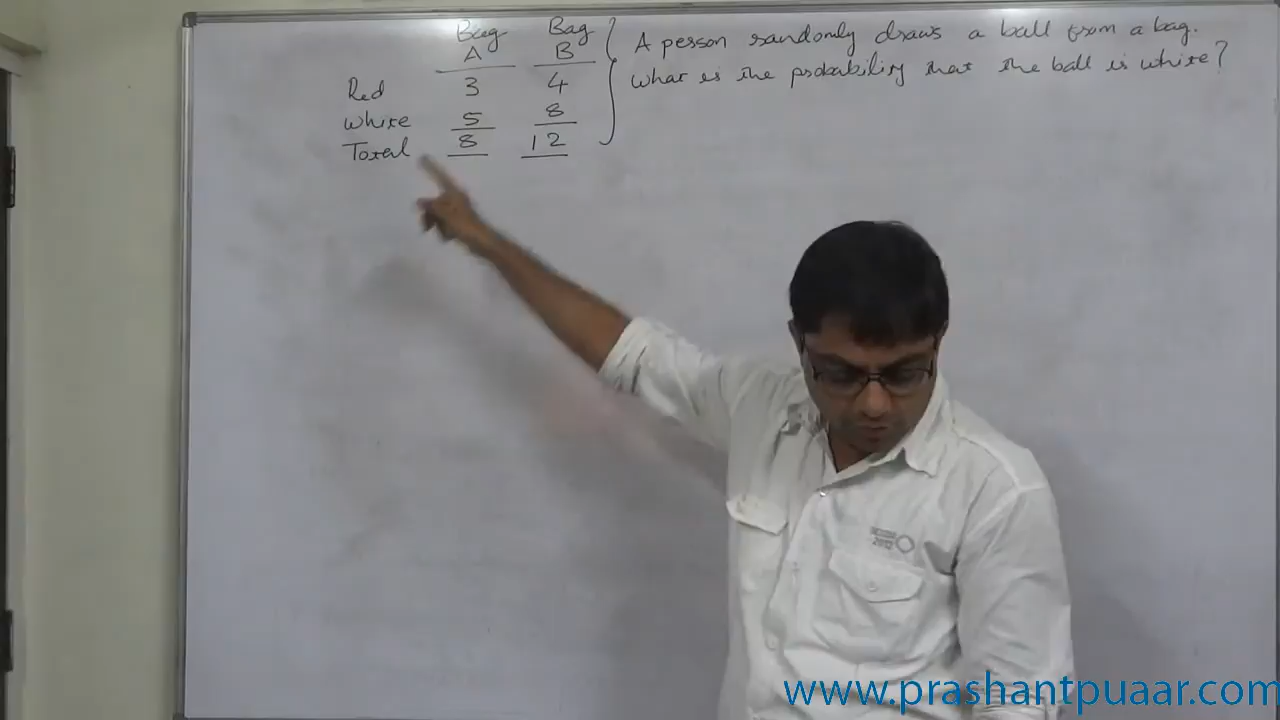 Bag Bag
A B
Red 3 4
White 5 8
Total 8 12
A person randomly draws a ball from a bag.
What is the probability that the ball is white?
2012
www.prashantpuaar.com